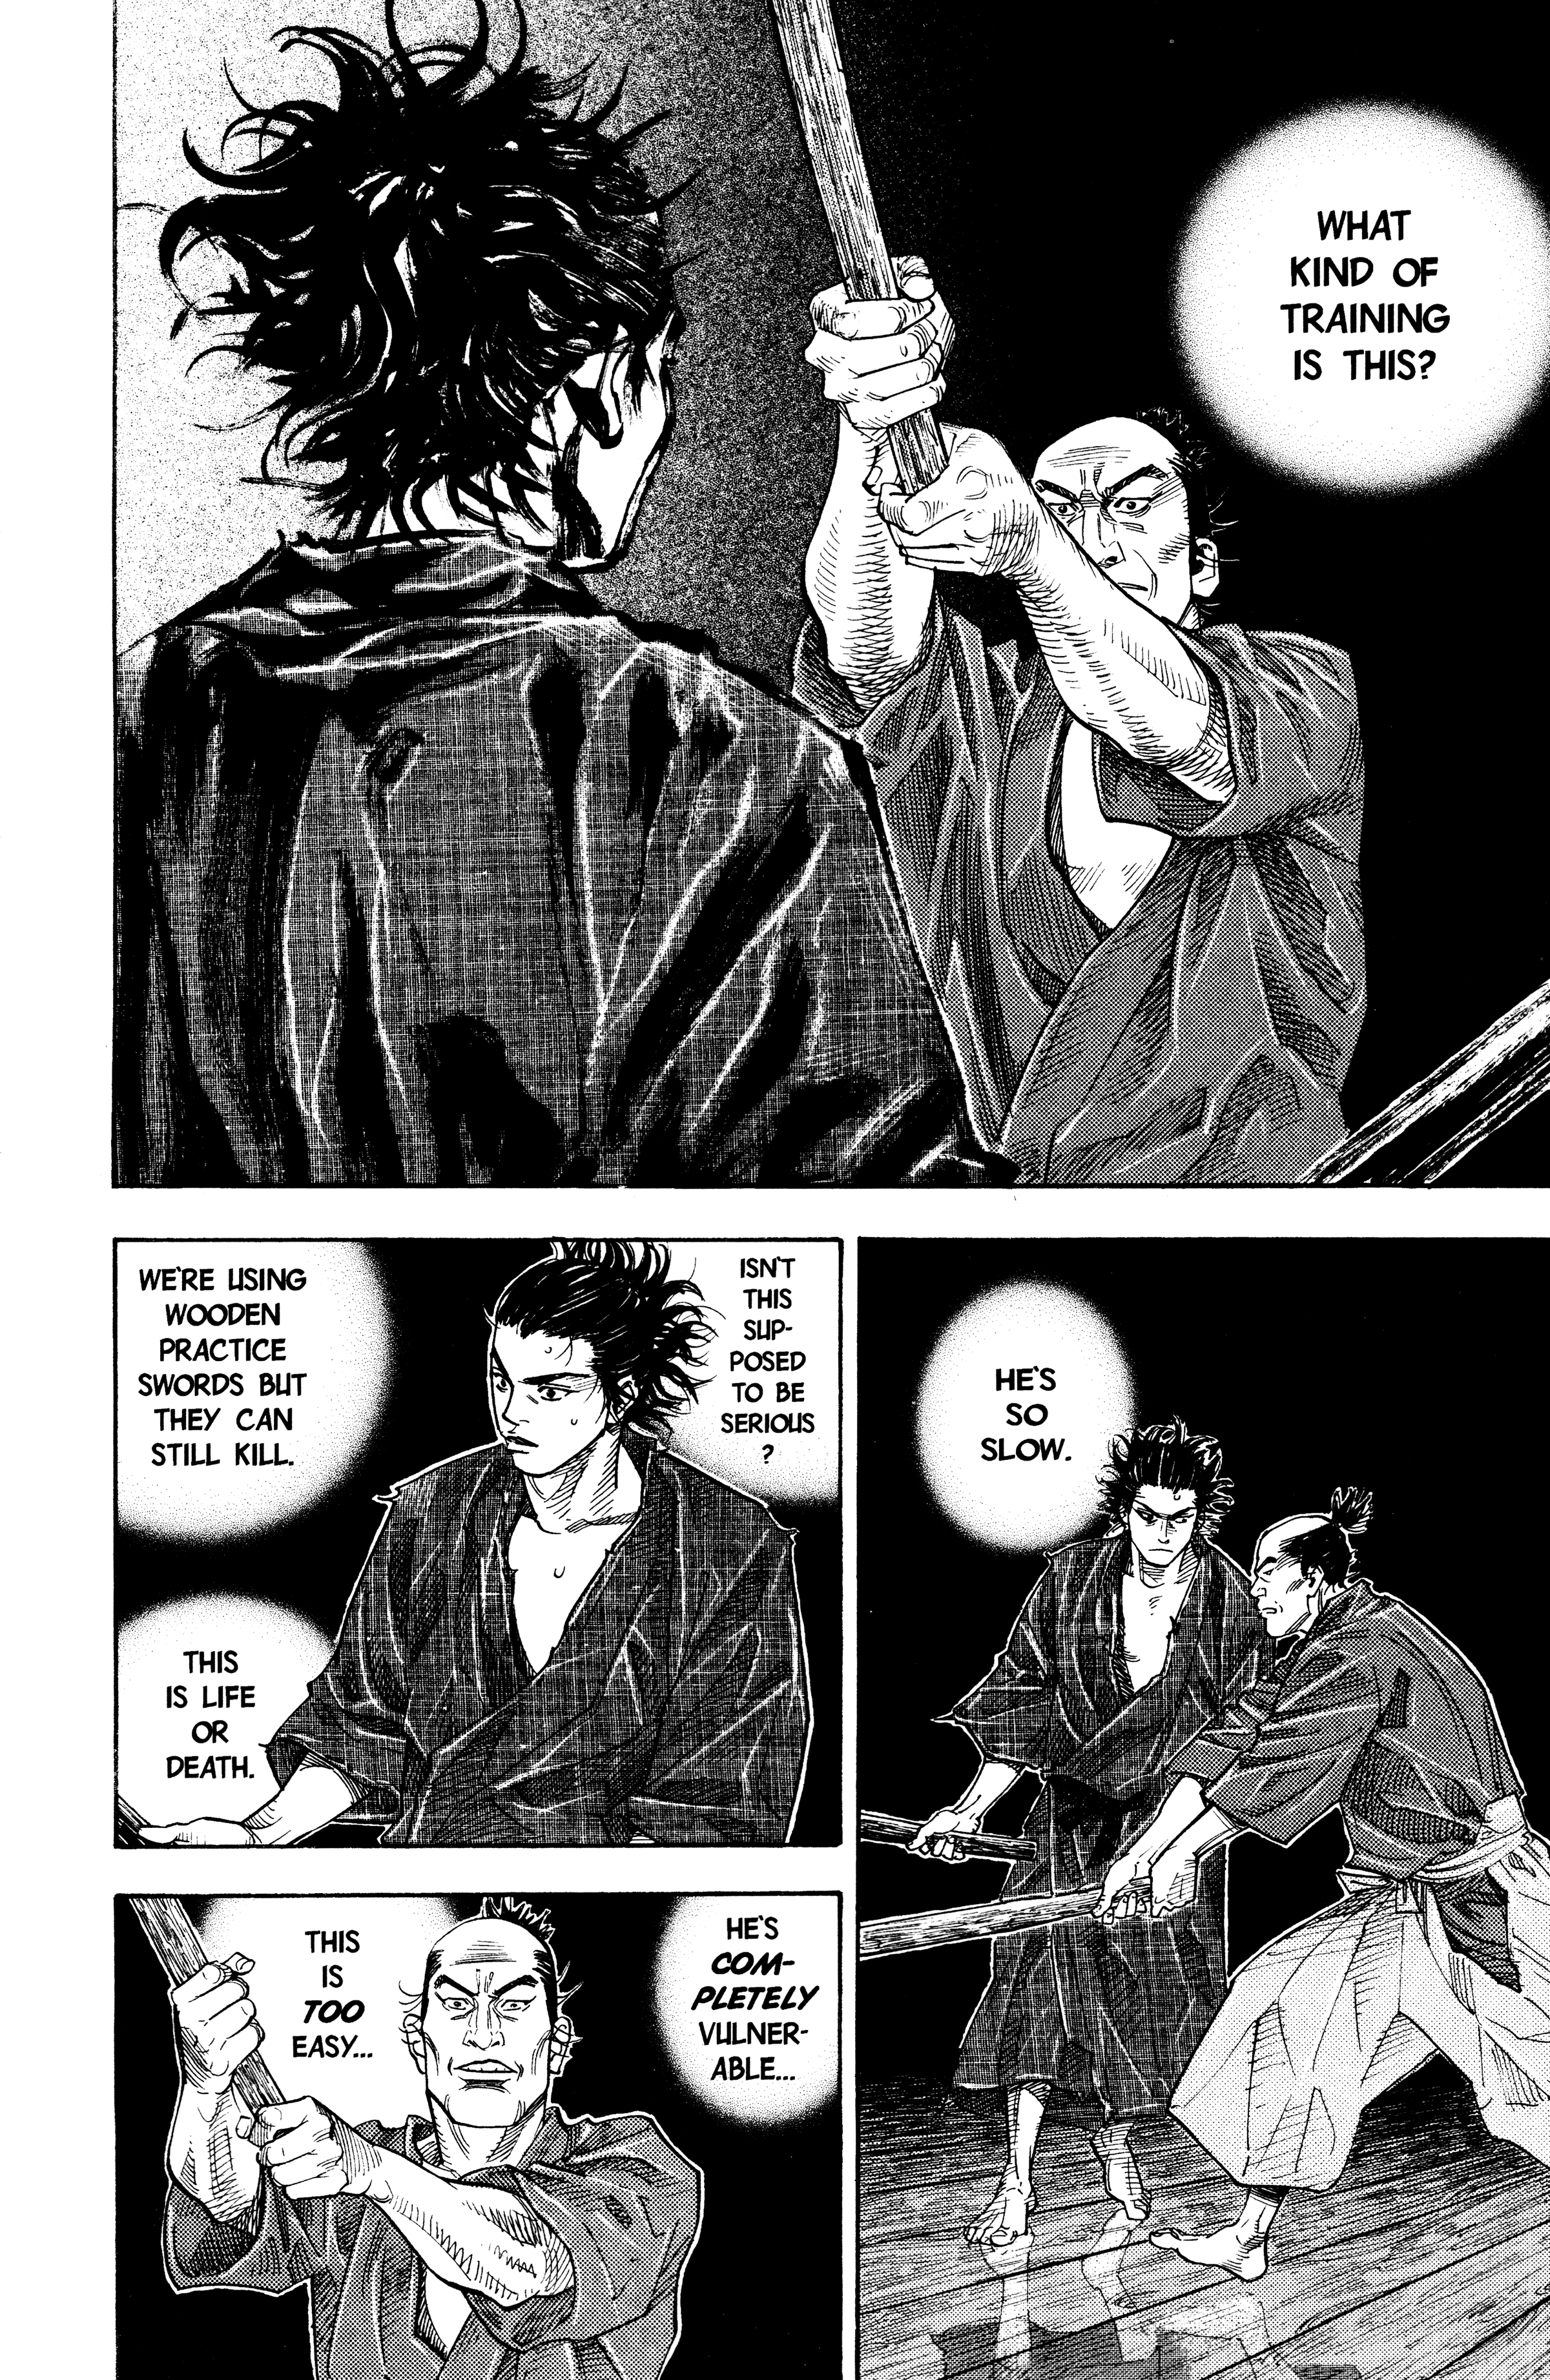 WHAT
KIND OF
TRAINING
IS THIS?
HE'S
SO
SLOW.
ISN'T
THIS
SUP-
POSED
TO BE
SERIOUS
?
WE'RE USING
WOODEN
PRACTICE
SWORDS BUT
THEY CAN
STILL KILL.
THIS
IS LIFE
OR
DEATH.
HE'S
COM-
PLETELY
VULNER-
ABLE...
THIS
IS
TOO
EASY...